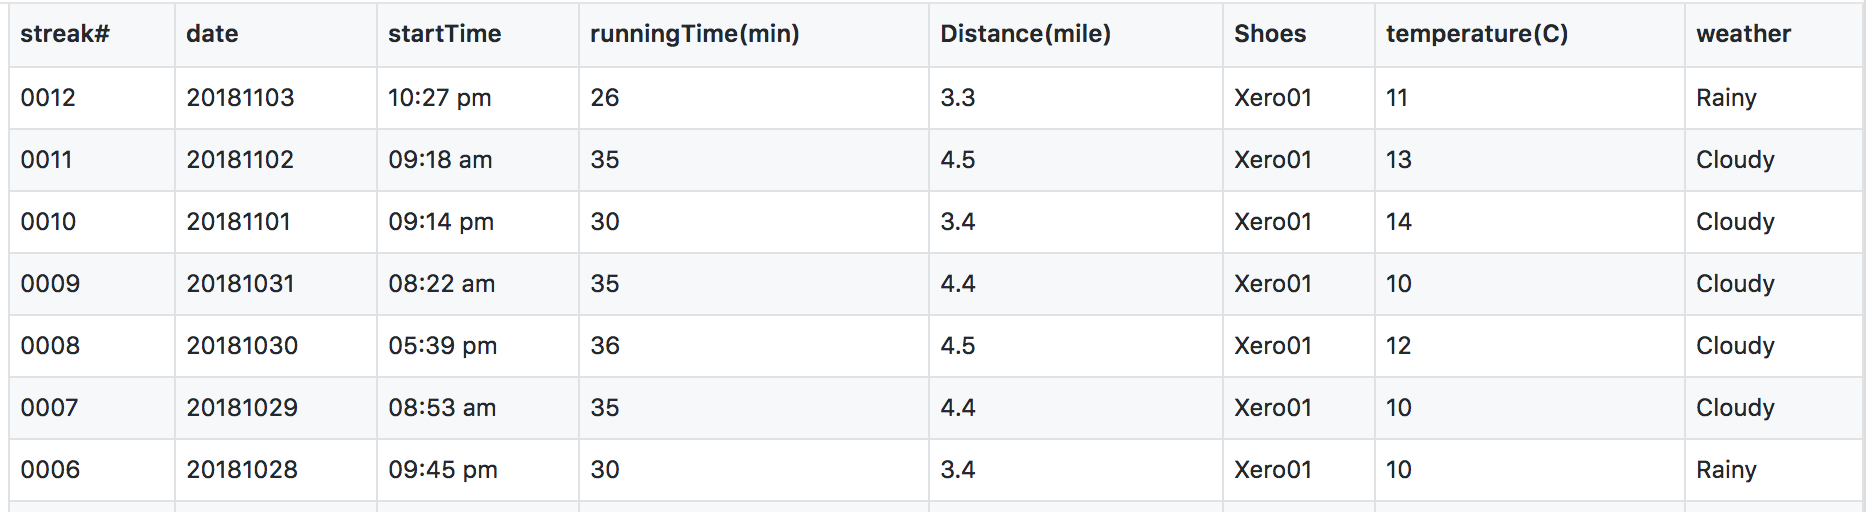 streak# date startTime runningTime(min) Distance(mile) Shoes temperature(C) weather
0012 20181103 10:27 pm 26 3.3 Xero01 11 Rainy
0011 20181102 09:18 am 35 4.5 Xero01 13 Cloudy
0010 20181101 09:14 pm 30 3.4 Xero01 14 Cloudy
0009 20181031 08:22 am 35 4.4 Xero01 10 Cloudy
0008 20181030 05:39 pm 36 4.5 Xero01 12 Cloudy
0007 20181029 08:53 am 35 4.4 Xero01 10 Cloudy
0006 20181028 09:45 pm 30 3.4 Xero01 10 Rainy